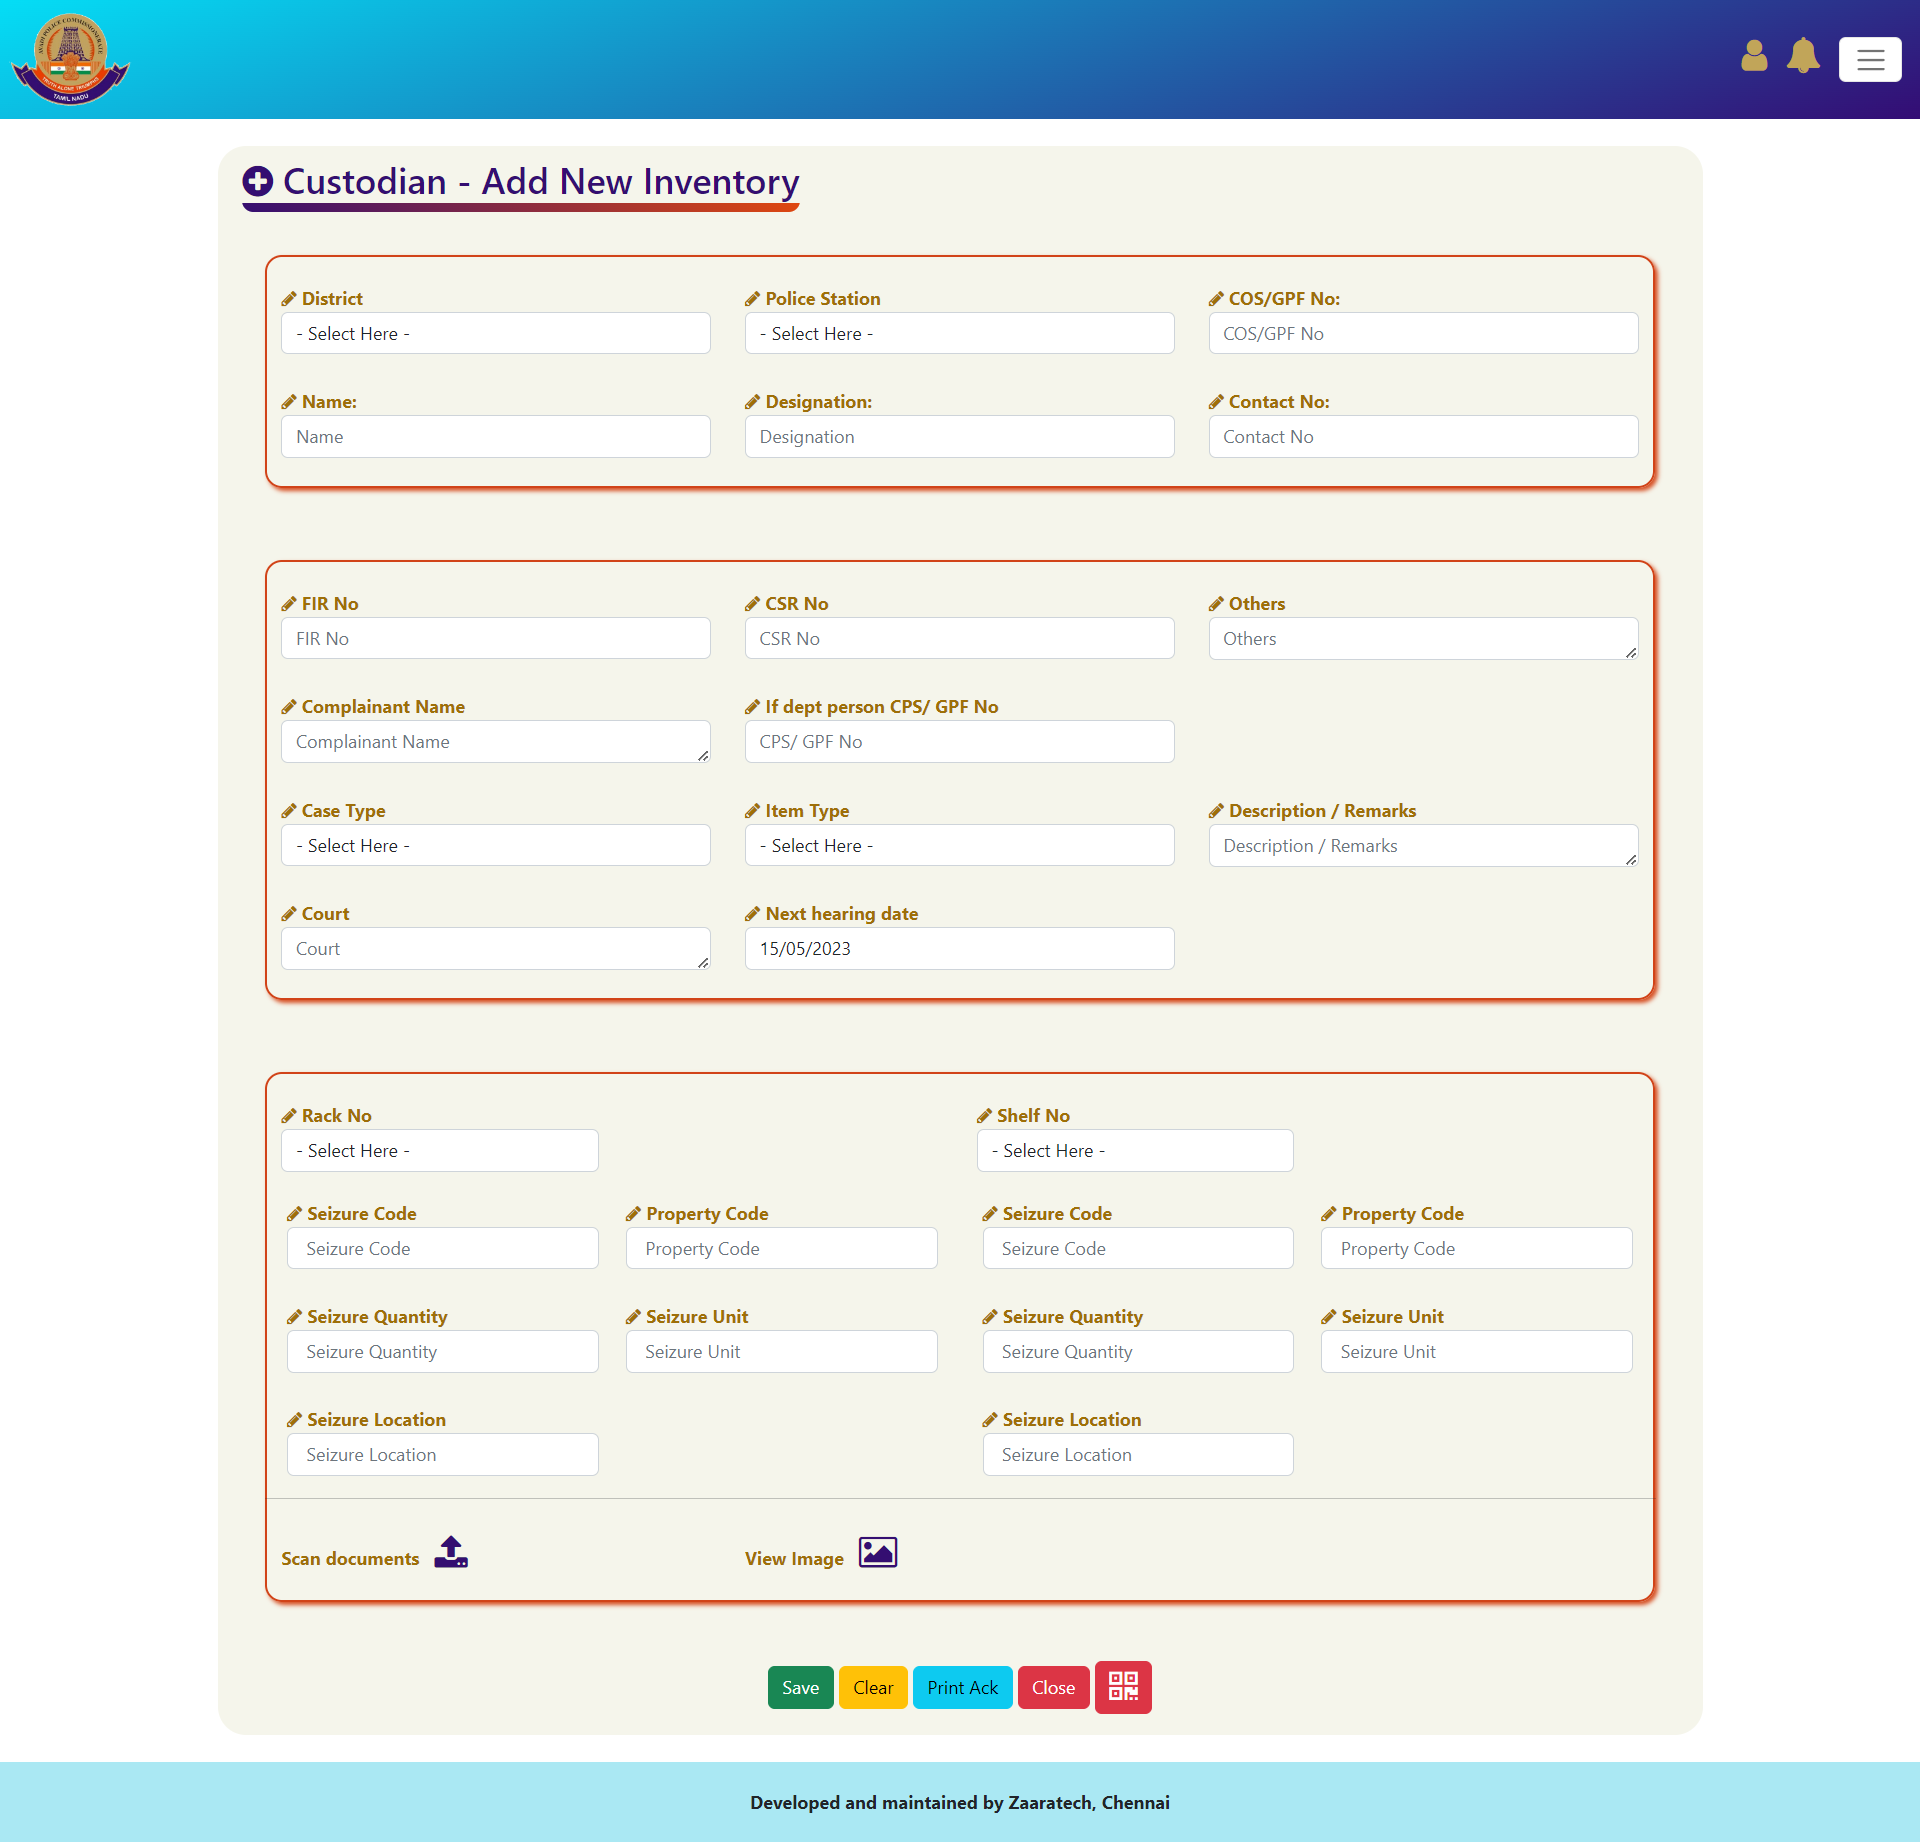 AVADI POLICE COMMISSIONERATE
TRUTH ALONE TRIUMPHS
TAMIL NADU
Custodian - Add New Inventory
District Police Station COS/GPF No:
- Select Here - - Select Here - COS/GPF No
Name: Designation: Contact No:
Name Designation Contact No
FIR No CSR No Others
FIR No CSR No Others
Complainant Name If dept person CPS/ GPF No
Complainant Name CPS/ GPF No
Case Type Item Type Description / Remarks
- Select Here - - Select Here - Description / Remarks
Court Next hearing date
Court 15/05/2023
Rack No Shelf No
- Select Here - - Select Here -
Seizure Code Property Code Seizure Code Property Code
Seizure Code Property Code Seizure Code Property Code
Seizure Quantity Seizure Unit Seizure Quantity Seizure Unit
Seizure Quantity Seizure Unit Seizure Quantity Seizure Unit
Seizure Location Seizure Location
Seizure Location Seizure Location
Scan documents View Image
Save Clear Print Ack Close
Developed and maintained by Zaaratech, Chennai